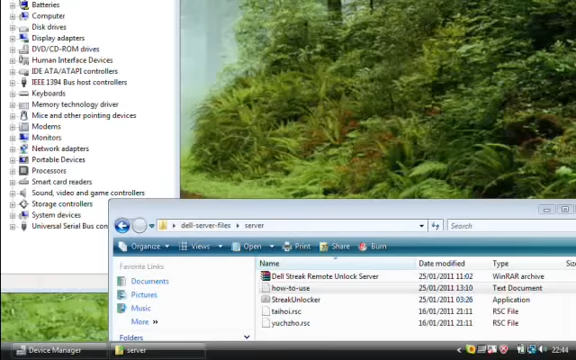 Batteries
Computer
Disk drives
Display adapters
DVD/CD-ROM drives
Human Interface Devices
IDE ATA/ATAPI controllers
IEEE 1394 Bus host controllers
Keyboards
Memory technology driver
Mice and other pointing devices
Modems
Monitors
Network adapters
Portable Devices
Processors
Smart card readers
Sound, video and game controllers
Storage controllers
System devices
Universal Serial Bus con
dell-server-files server Search
Organize Views Open Print Share Burn
Favorite Links Name Date modified Type
Documents
Pictures
Music
More »
Folders
Dell Streak Remote Unlock Server 25/01/2011 11:02 WinRAR archive
how-to-use 25/01/2011 13:10 Text Document
StreakUnlocker 25/01/2011 03:26 Application
taihoi.rsc 16/01/2011 21:11 RSC File
yuchzho.rsc 16/01/2011 21:11 RSC File
Device Manager server 22:44